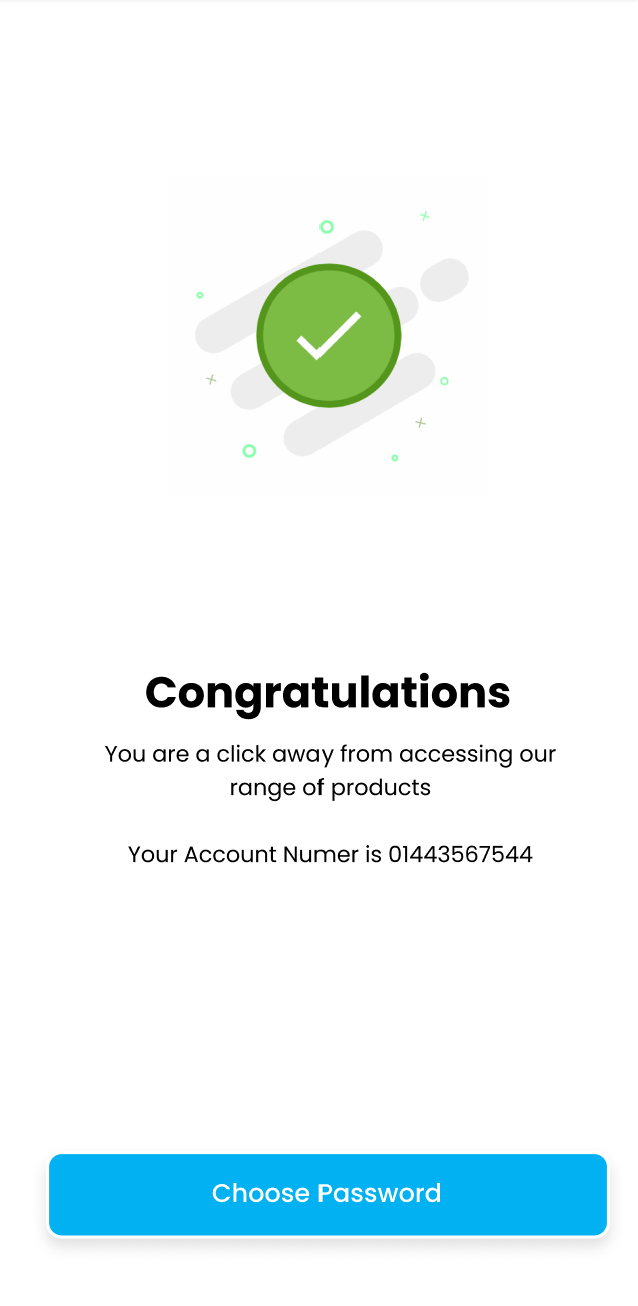 Congratulations
You are a click away from accessing our
range of products
Your Account Numer is 01443567544
Choose Password